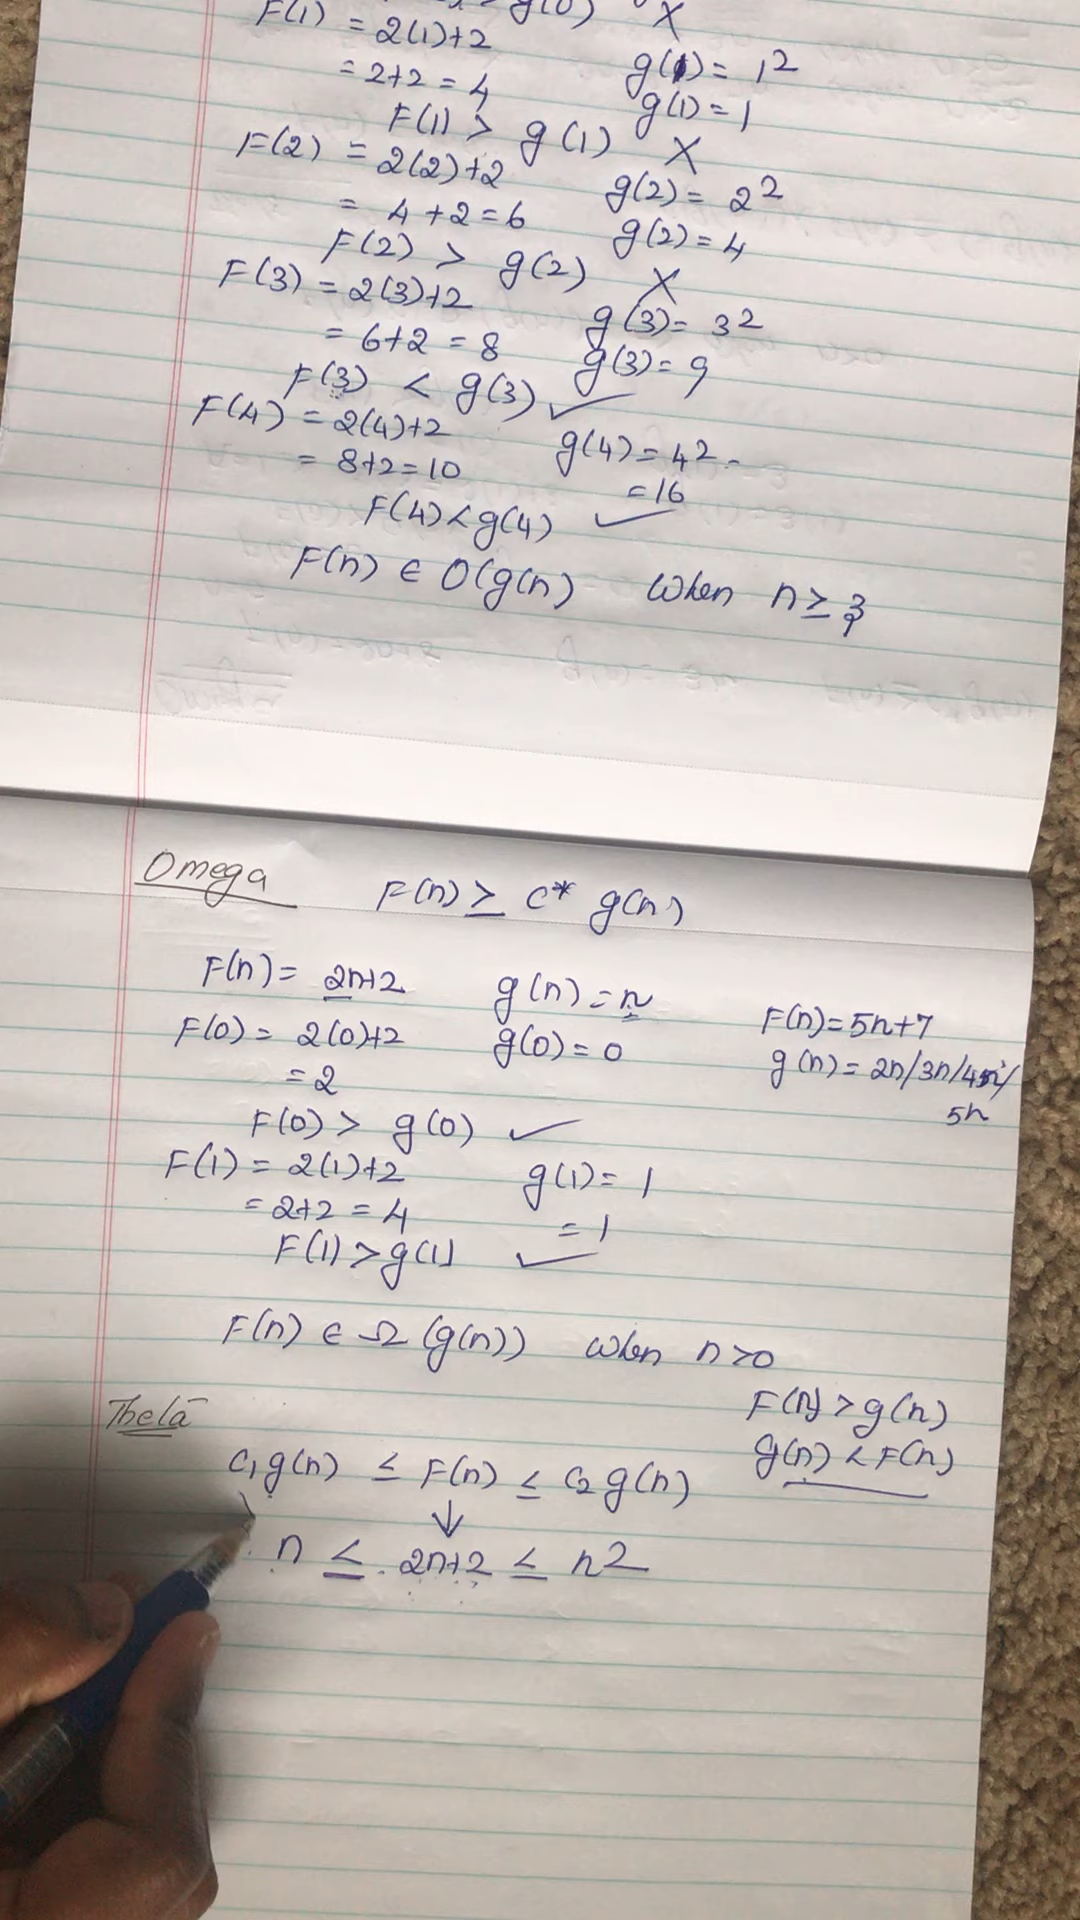 > g(0) X
F(1) = 2(1)+2
= 2+2 = 4 g(1) = 1²
F(1) > g(1) X g(1) = 1
F(2) = 2(2)+2 g(2) = 2²
= 4+2=6 g(2)=4
F(2) > g(2) X
F(3) = 2(3)+2 g(3) = 3²
= 6+2 = 8 g(3) = 9
F(3) < g(3) ✓
F(4) = 2(4)+2 g(4) = 4²
= 8+2=10 =16
F(4) < g(4) ✓
F(n) ∈ O(g(n) When n ≥ 3
Omega F(n) ≥ c* g(n)
F(n) = 2n+2 g(n) = n F(n)=5n+7
F(0) = 2(0)+2 g(0) = 0 g(n) = 2n/3n/4n/
= 2 5n
F(0) > g(0) ✓
F(1) = 2(1)+2 g(1) = 1
= 2+2 = 4 = 1
F(1) > g(1) ✓
F(n) ∈ Ω (g(n)) when n>0
Theta F(n) > g(n)
C₁g(n) ≤ F(n) ≤ C₂g(n) g(n) < F(n)
↓
n ≤ 2n+2 ≤ n²